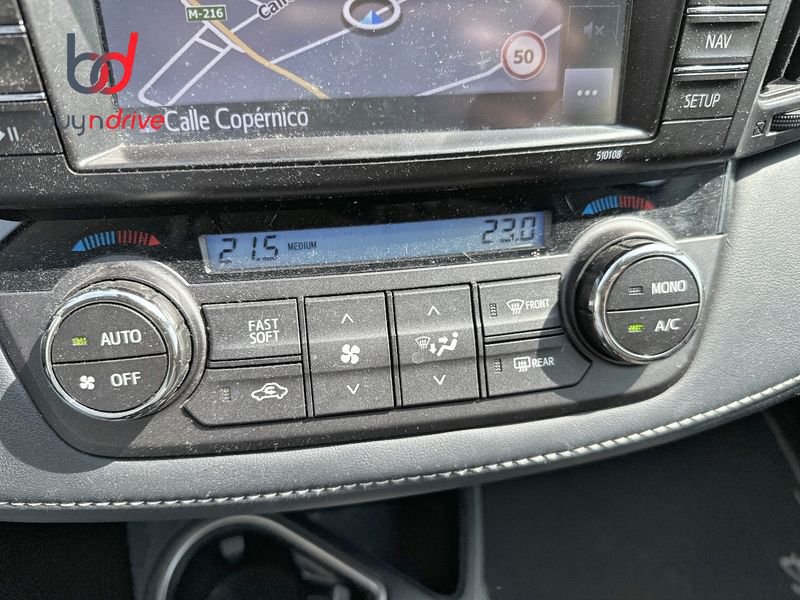 M-216
Calle
50
NAV
SETUP
buyndrive
Calle Copérnico
510108
21.5 MEDIUM 23.0
AUTO
OFF
FAST
SOFT
FRONT
REAR
MONO
A/C